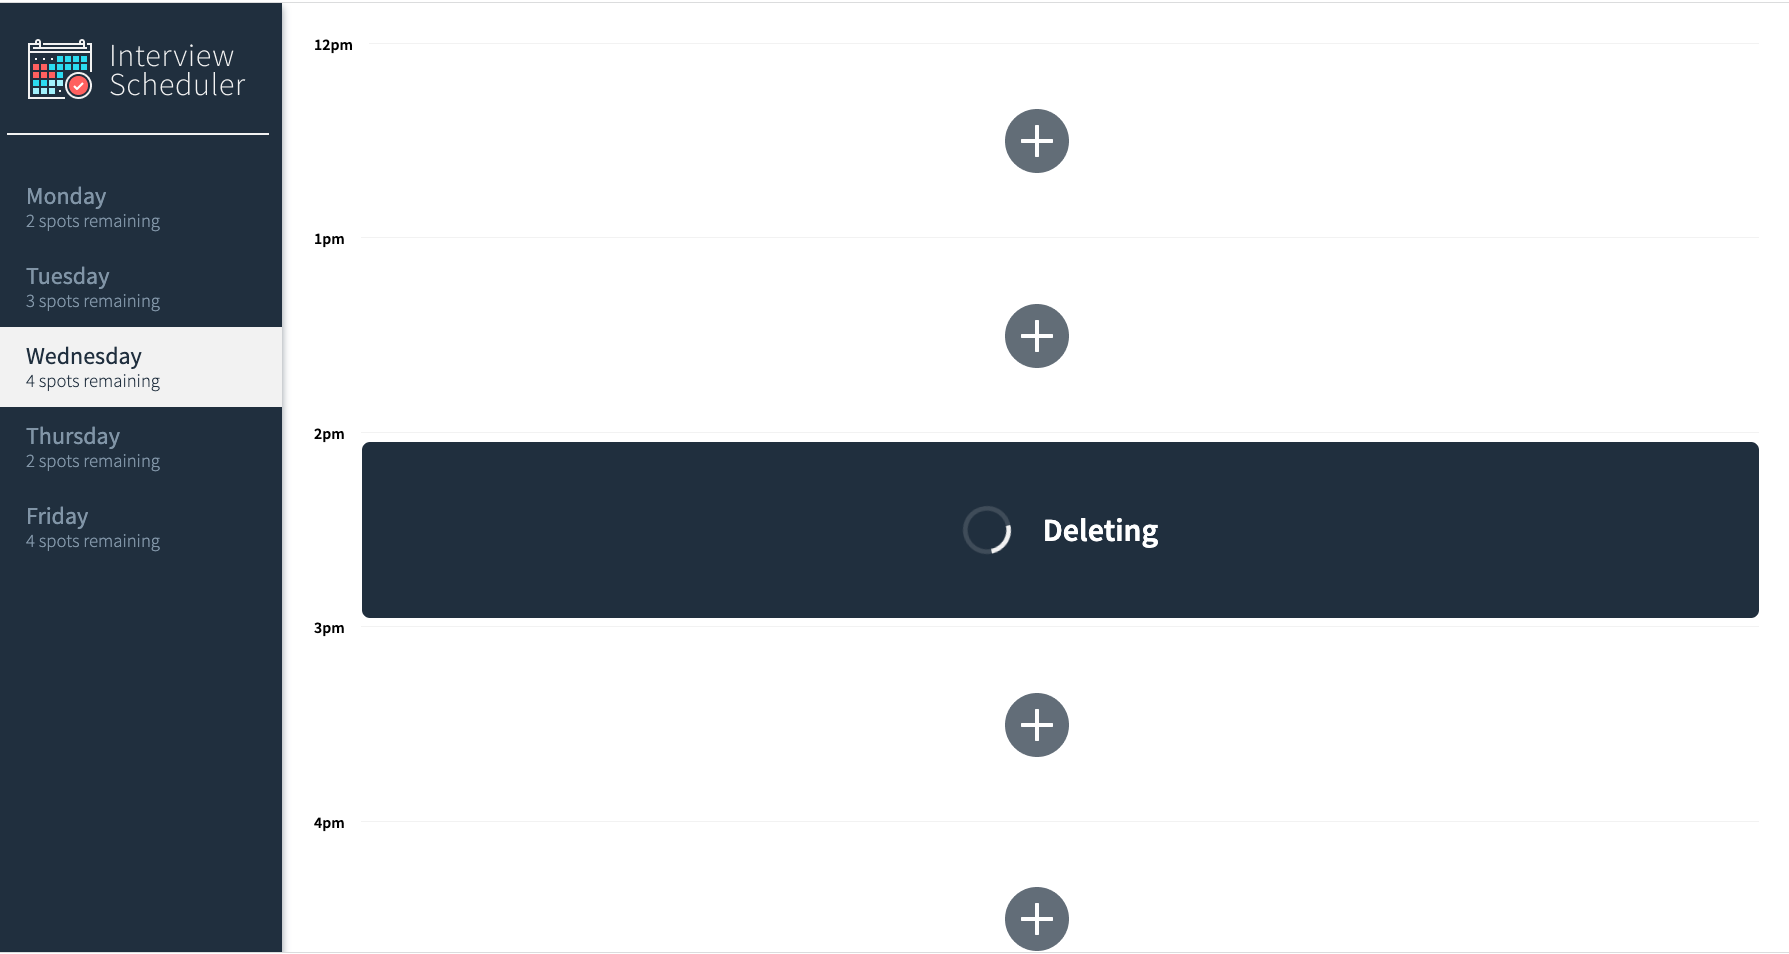 Interview
Scheduler
Monday
2 spots remaining
Tuesday
3 spots remaining
Wednesday
4 spots remaining
Thursday
2 spots remaining
Friday
4 spots remaining
12pm
1pm
2pm
Deleting
3pm
4pm